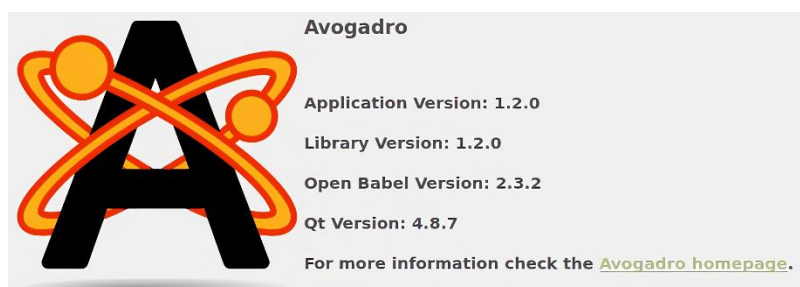 Avogadro
Application Version: 1.2.0
Library Version: 1.2.0
Open Babel Version: 2.3.2
Qt Version: 4.8.7
For more information check the Avogadro homepage.